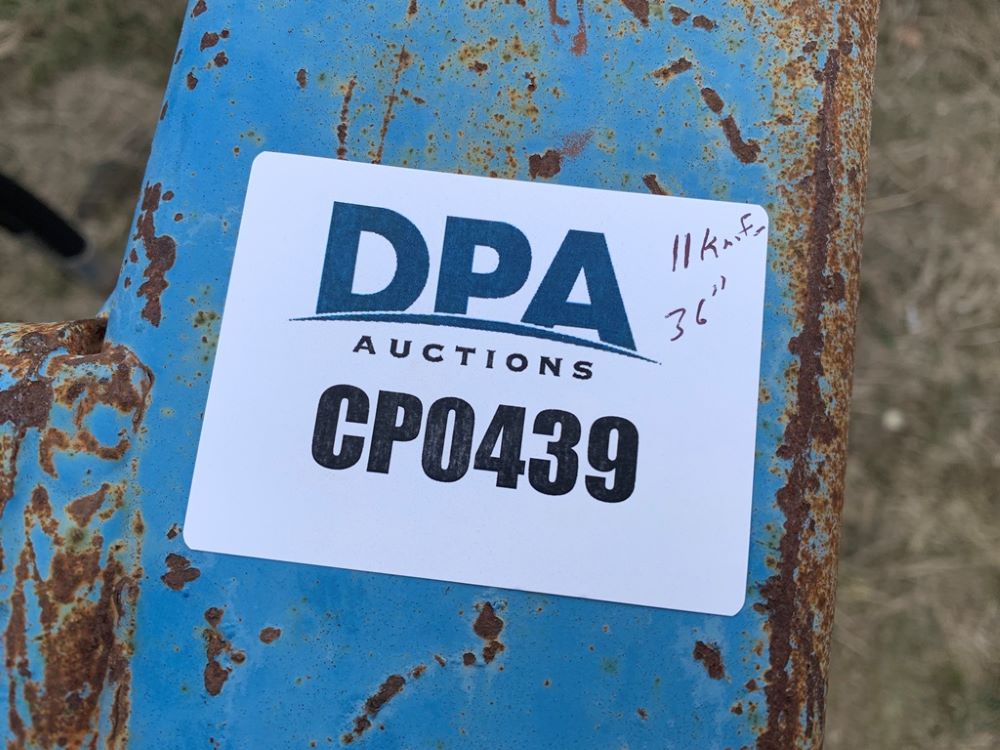 DPA
AUCTIONS
CP0439
11 Knife
36"